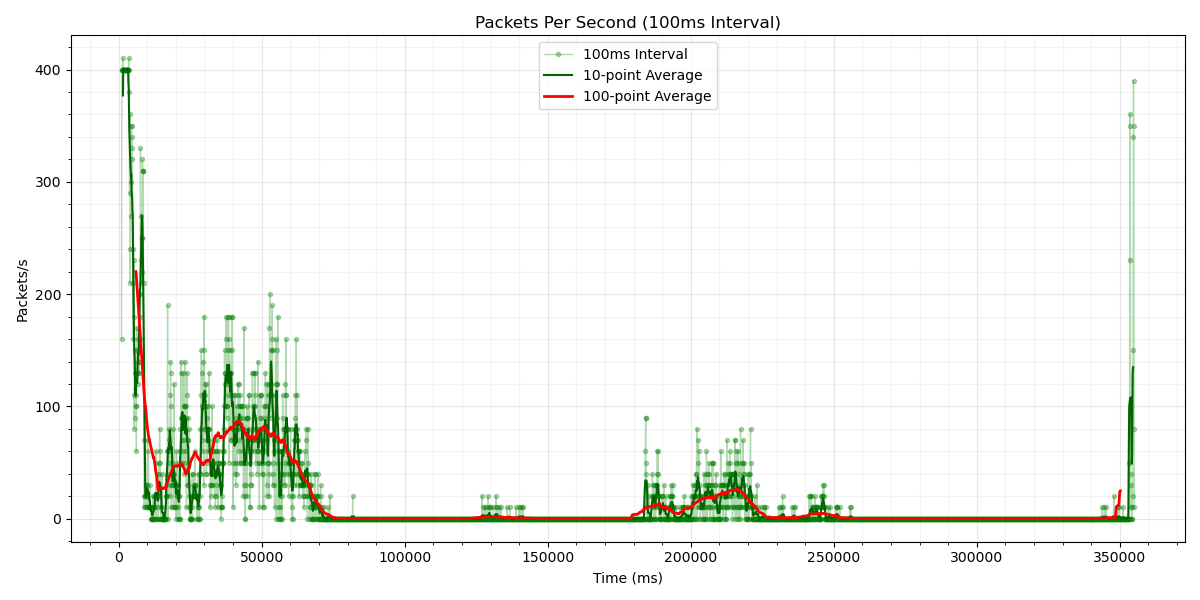 Packets Per Second (100ms Interval)
100ms Interval
10-point Average
100-point Average
Packets/s
400
300
200
100
0
0
50000
100000
150000
200000
250000
300000
350000
Time (ms)